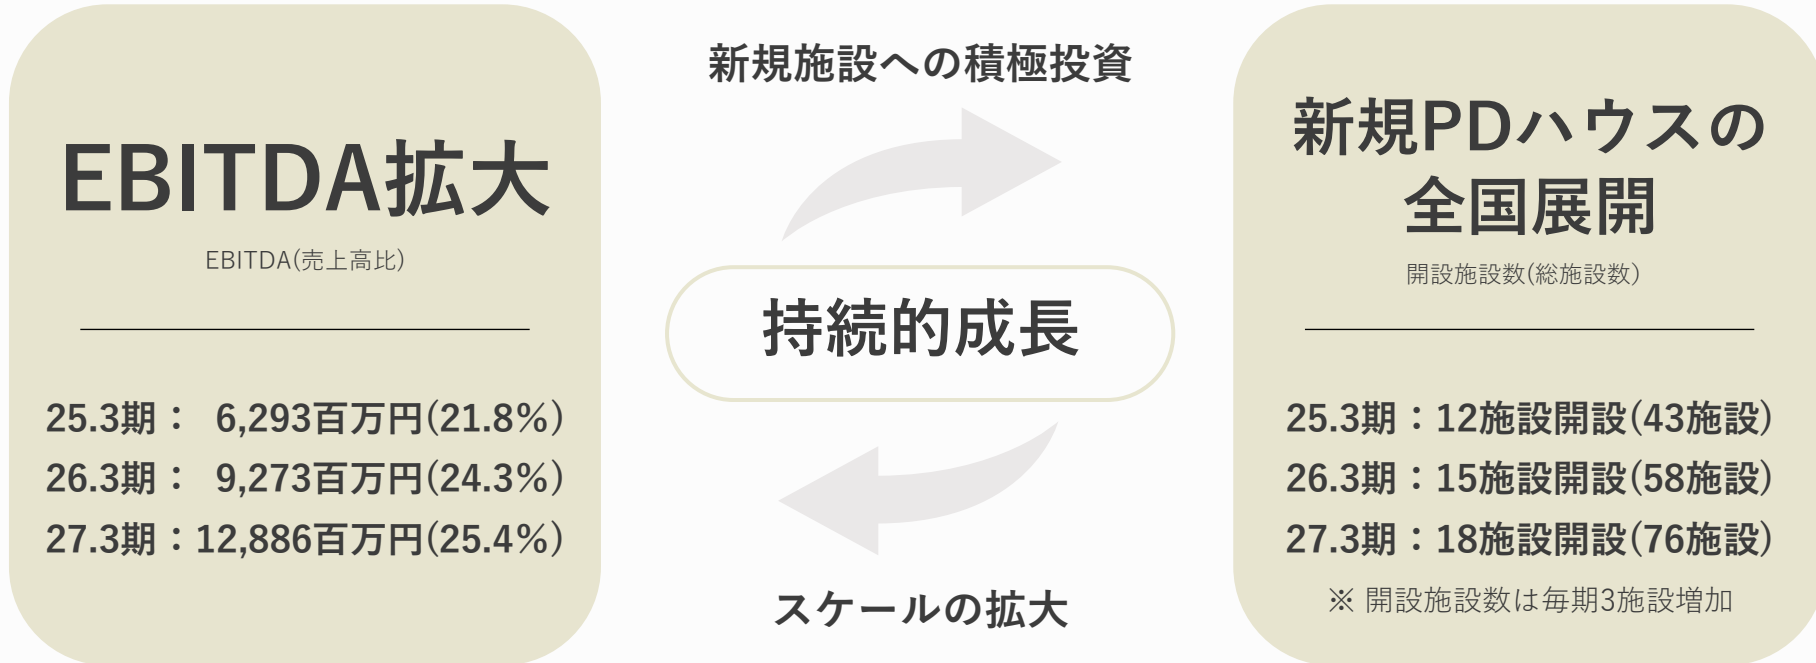 EBITDA拡大
EBITDA(売上高比)
25.3期： 6,293百万円(21.8%)
26.3期： 9,273百万円(24.3%)
27.3期：12,886百万円(25.4%)
新規施設への積極投資
持続的成長
スケールの拡大
新規PDハウスの
全国展開
開設施設数(総施設数)
25.3期：12施設開設(43施設)
26.3期：15施設開設(58施設)
27.3期：18施設開設(76施設)
※ 開設施設数は毎期3施設増加